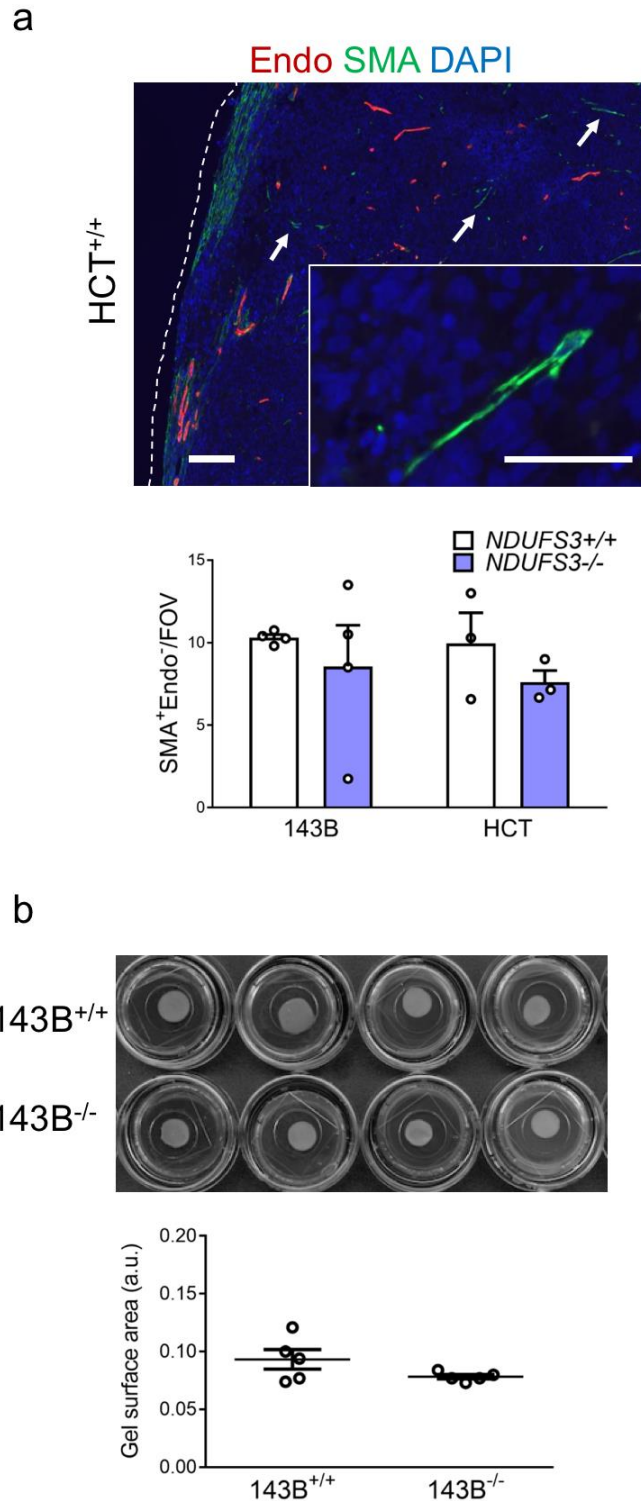 a
Endo SMA DAPI
HCT+/+
NDUFS3+/+
NDUFS3-/-
SMA+Endo-/FOV
15
10
5
0
143B
HCT
b
143B+/+
143B-/-
Gel surface area (a.u.)
0.20
0.15
0.10
0.05
0.00
143B+/+
143B-/-